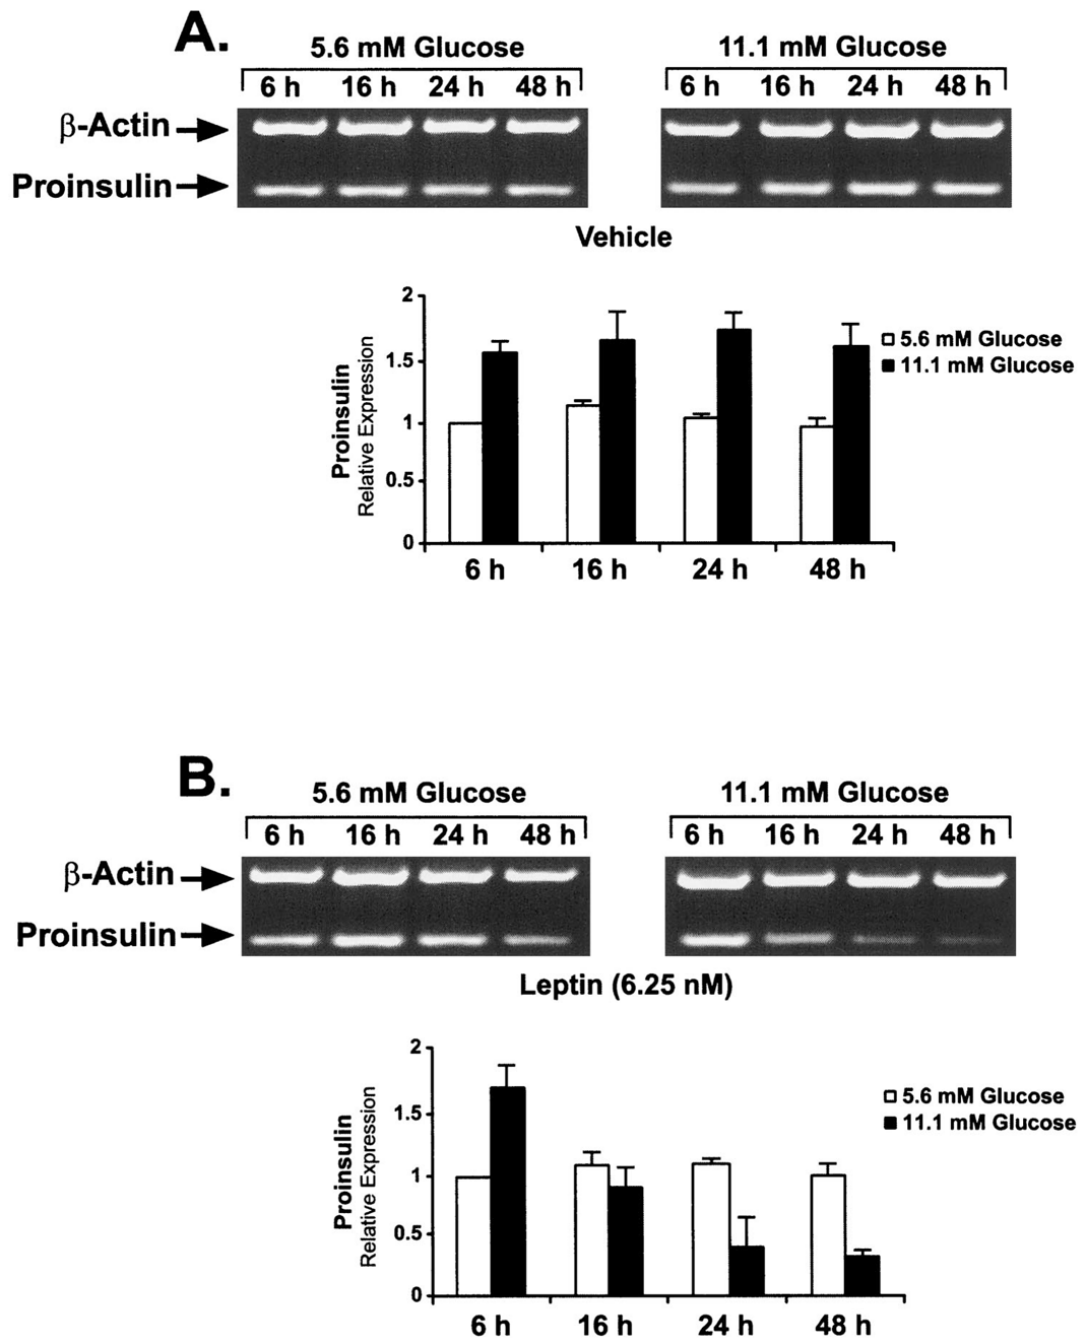 A.
5.6 mM Glucose 11.1 mM Glucose
6 h 16 h 24 h 48 h 6 h 16 h 24 h 48 h
β-Actin
Proinsulin
Vehicle
Proinsulin
Relative Expression
2
1.5
1
0.5
0
5.6 mM Glucose
11.1 mM Glucose
6 h 16 h 24 h 48 h
B.
5.6 mM Glucose 11.1 mM Glucose
6 h 16 h 24 h 48 h 6 h 16 h 24 h 48 h
β-Actin
Proinsulin
Leptin (6.25 nM)
Proinsulin
Relative Expression
2
1.5
1
0.5
0
5.6 mM Glucose
11.1 mM Glucose
6 h 16 h 24 h 48 h